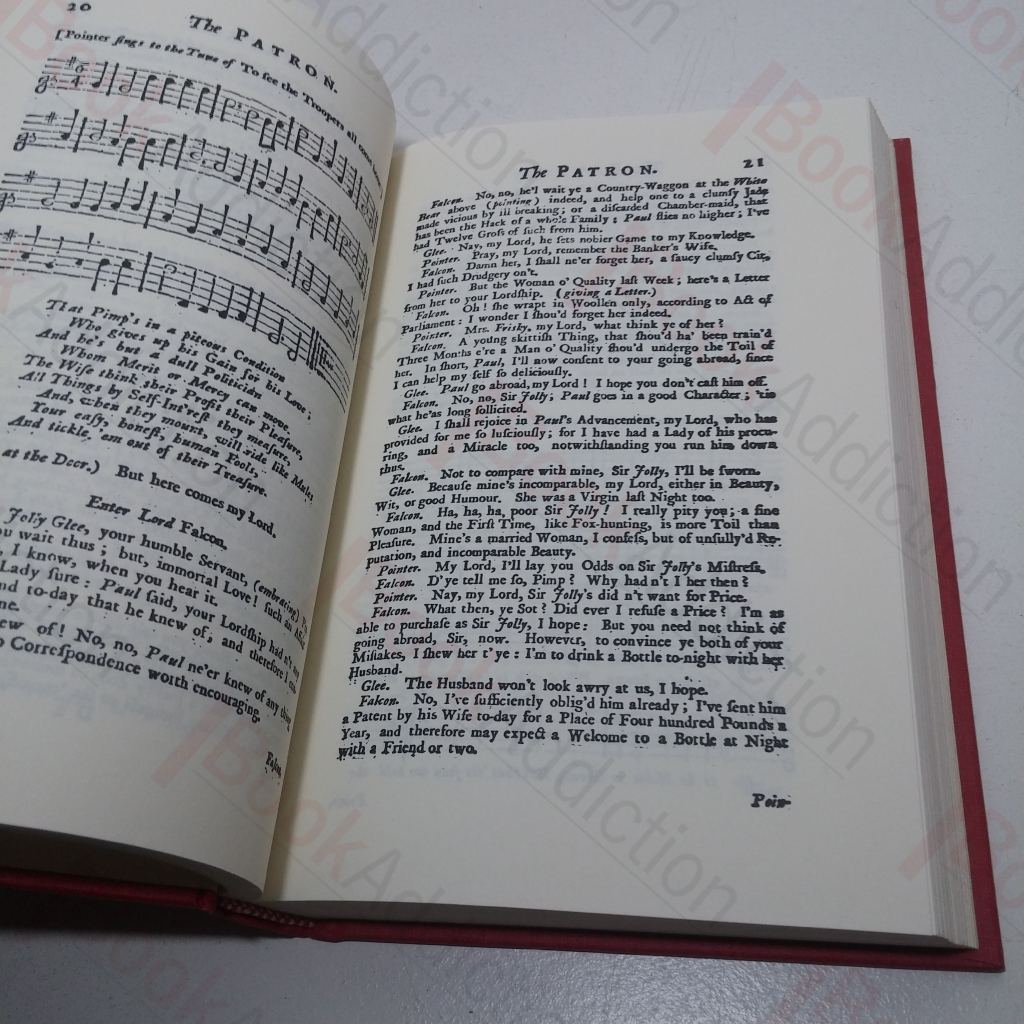 20
The PATRON.
[Pointer ſings to the Tune of To ſee the Troopers all
THat Pimp's in a piteous Condition
Who gives up his Gain for his Love;
And he's but a dull Politician
Whom Merit or Mercy can move.
The Wiſe think their Profit their Pleaſure,
All Things by Self-Int'reſt they meaſure,
And, when they mount, will ride like Mules
Your eaſy, honeſt, human Fools,
And tickle 'em out of their Treaſure.
at the Door.) But here comes my Lord.
Enter Lord Falcon.
Jolly Glee, your humble Servant, (embracing)
you wait thus; but, immortal Love! ſuch an
, I know, when you hear it.
Lady ſure: Paul ſaid, your Lordſhip had n't
nd to-day that he knew of; and therefore I
ne.
ew of! No, no, Paul ne'er knew of any thing
o Correſpondence worth encouraging.
Falcon.
The PATRON.
21
Falcon. No, no, he'l wait ye a Country-Waggon at the White
Bear above (pointing) indeed, and help one to a clumſy Jade
made vicious by ill breaking; or a diſcarded Chamber-maid, that
has been the Hack of a whole Family; Paul flies no higher; I've
had Twelve Groſs of ſuch from him.
Glee. Nay, my Lord, he ſets nobler Game to my Knowledge.
Pointer. Pray, my Lord, remember the Banker's Wife.
Falcon. Damn her, I ſhall ne'er forget her, a ſaucy clumſy Cit,
I had ſuch Drudgery on't.
Pointer. But the Woman o' Quality laſt Week; here's a Letter
from her to your Lordſhip. (giving a Letter.)
Falcon. Oh! ſhe wrapt in Woollen only, according to Act of
Parliament: I wonder I ſhou'd forget her indeed.
Pointer. Mrs. Frisky, my Lord, what think ye of her?
Falcon. A young skittiſh Thing, that ſhou'd ha' been train'd
Three Months e're a Man o' Quality ſhou'd undergo the Toil of
her. In ſhort, Paul, I'll now conſent to your going abroad, ſince
I can help my ſelf ſo deliciouſly.
Glee. Paul go abroad, my Lord! I hope you don't caſt him off.
Falcon. No, no, Sir Jolly; Paul goes in a good Character; 'tis
what he'as long ſollicited.
Glee. I ſhall rejoice in Paul's Advancement, my Lord, who has
provided for me ſo luſciouſly; for I have had a Lady of his procu-
ring, and a Miracle too, notwithſtanding you run him down
thus.
Falcon. Not to compare with mine, Sir Jolly, I'll be ſworn.
Glee. Becauſe mine's incomparable, my Lord, either in Beauty,
Wit, or good Humour. She was a Virgin laſt Night too.
Falcon. Ha, ha, ha, poor Sir Jolly! I really pity you; a fine
Woman, and the Firſt Time, like Fox-hunting, is more Toil than
Pleaſure. Mine's a married Woman, I confeſs, but of unſully'd Re-
putation, and incomparable Beauty.
Pointer. My Lord, I'll lay you Odds on Sir Jolly's Miſtreſs.
Falcon. D'ye tell me ſo, Pimp? Why had n't I her then?
Pointer. Nay, my Lord, Sir Jolly's did n't want for Price.
Falcon. What then, ye Sot? Did ever I refuſe a Price? I'm as
able to purchaſe as Sir Jolly, I hope: But you need not think of
going abroad, Sir, now. However, to convince ye both of your
Miſtakes, I ſhew her t'ye: I'm to drink a Bottle to-night with her
Husband.
Glee. The Husband won't look awry at us, I hope.
Falcon. No, I've ſufficiently oblig'd him already; I've ſent him
a Patent by his Wife to-day for a Place of Four hundred Pounds a
Year, and therefore may expect a Welcome to a Bottle at Night
with a Friend or two.
Poin-